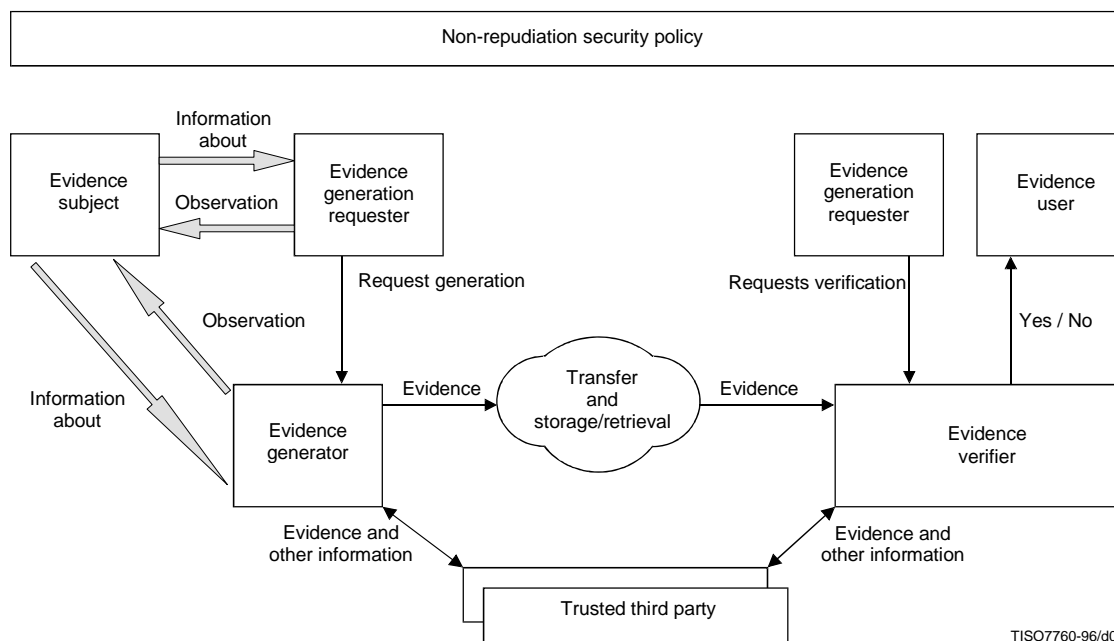 Non-repudiation security policy
Information
about
Evidence
subject
Observation
Evidence
generation
requester
Evidence
generation
requester
Evidence
user
Request generation
Requests verification
Observation
Yes / No
Information
about
Evidence
generator
Evidence
Transfer
and
storage/retrieval
Evidence
Evidence
verifier
Evidence and
other information
Evidence and
other information
Trusted third party